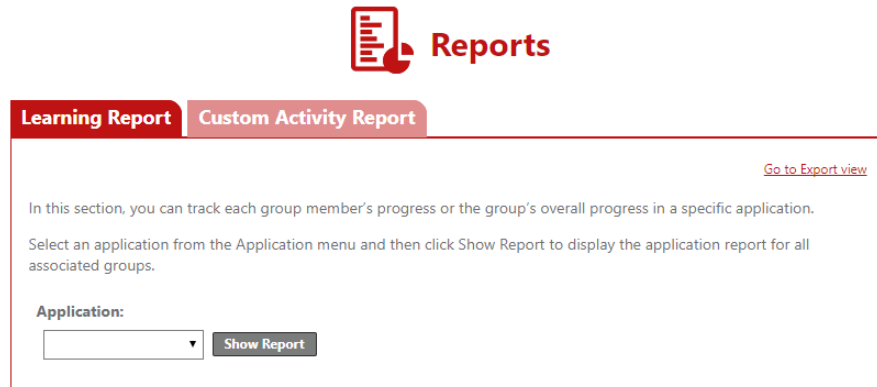 Reports
Learning Report
Custom Activity Report
Go to Export view
In this section, you can track each group member's progress or the group's overall progress in a specific application.
Select an application from the Application menu and then click Show Report to display the application report for all
associated groups.
Application:
Show Report